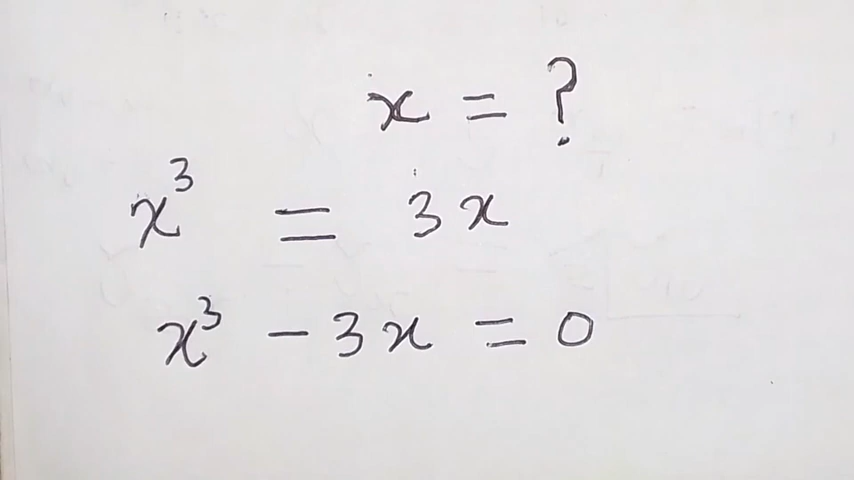 x = ?
x³ = 3x
x³ - 3x = 0